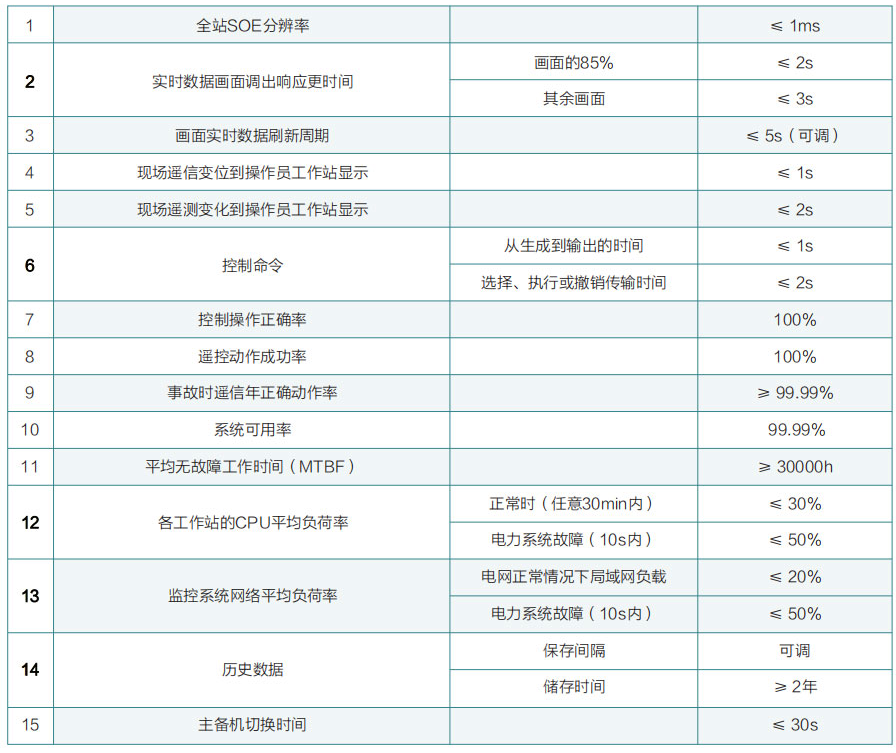 1 全站SOE分辨率 ≤ 1ms
2 实时数据画面调出响应更时间 画面的85% ≤ 2s
其余画面 ≤ 3s
3 画面实时数据刷新周期 ≤ 5s（可调）
4 现场遥信变位到操作员工作站显示 ≤ 1s
5 现场遥测变化到操作员工作站显示 ≤ 2s
6 控制命令 从生成到输出的时间 ≤ 1s
选择、执行或撤销传输时间 ≤ 2s
7 控制操作正确率 100%
8 遥控动作成功率 100%
9 事故时遥信年正确动作率 ≥ 99.99%
10 系统可用率 99.99%
11 平均无故障工作时间（MTBF） ≥ 30000h
12 各工作站的CPU平均负荷率 正常时（任意30min内） ≤ 30%
电力系统故障（10s内） ≤ 50%
13 监控系统网络平均负荷率 电网正常情况下局域网负载 ≤ 20%
电力系统故障（10s内） ≤ 50%
14 历史数据 保存间隔 可调
储存时间 ≥ 2年
15 主备机切换时间 ≤ 30s